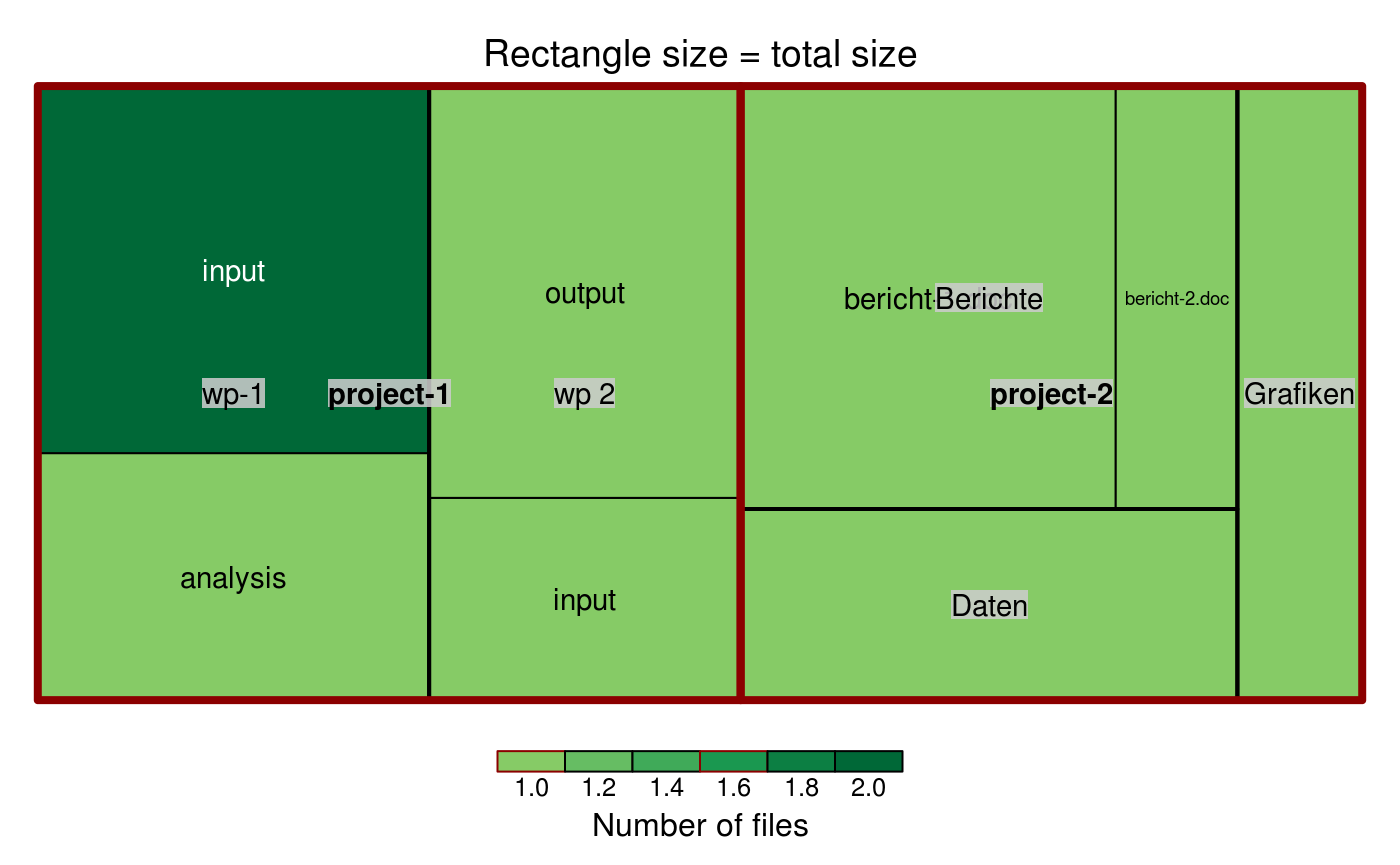 Rectangle size = total size
input
output
bericht-
Berichte
bericht-2.doc
wp-1
project-1
wp 2
project-2
Grafiken
analysis
input
Daten
1.0 1.2 1.4 1.6 1.8 2.0
Number of files